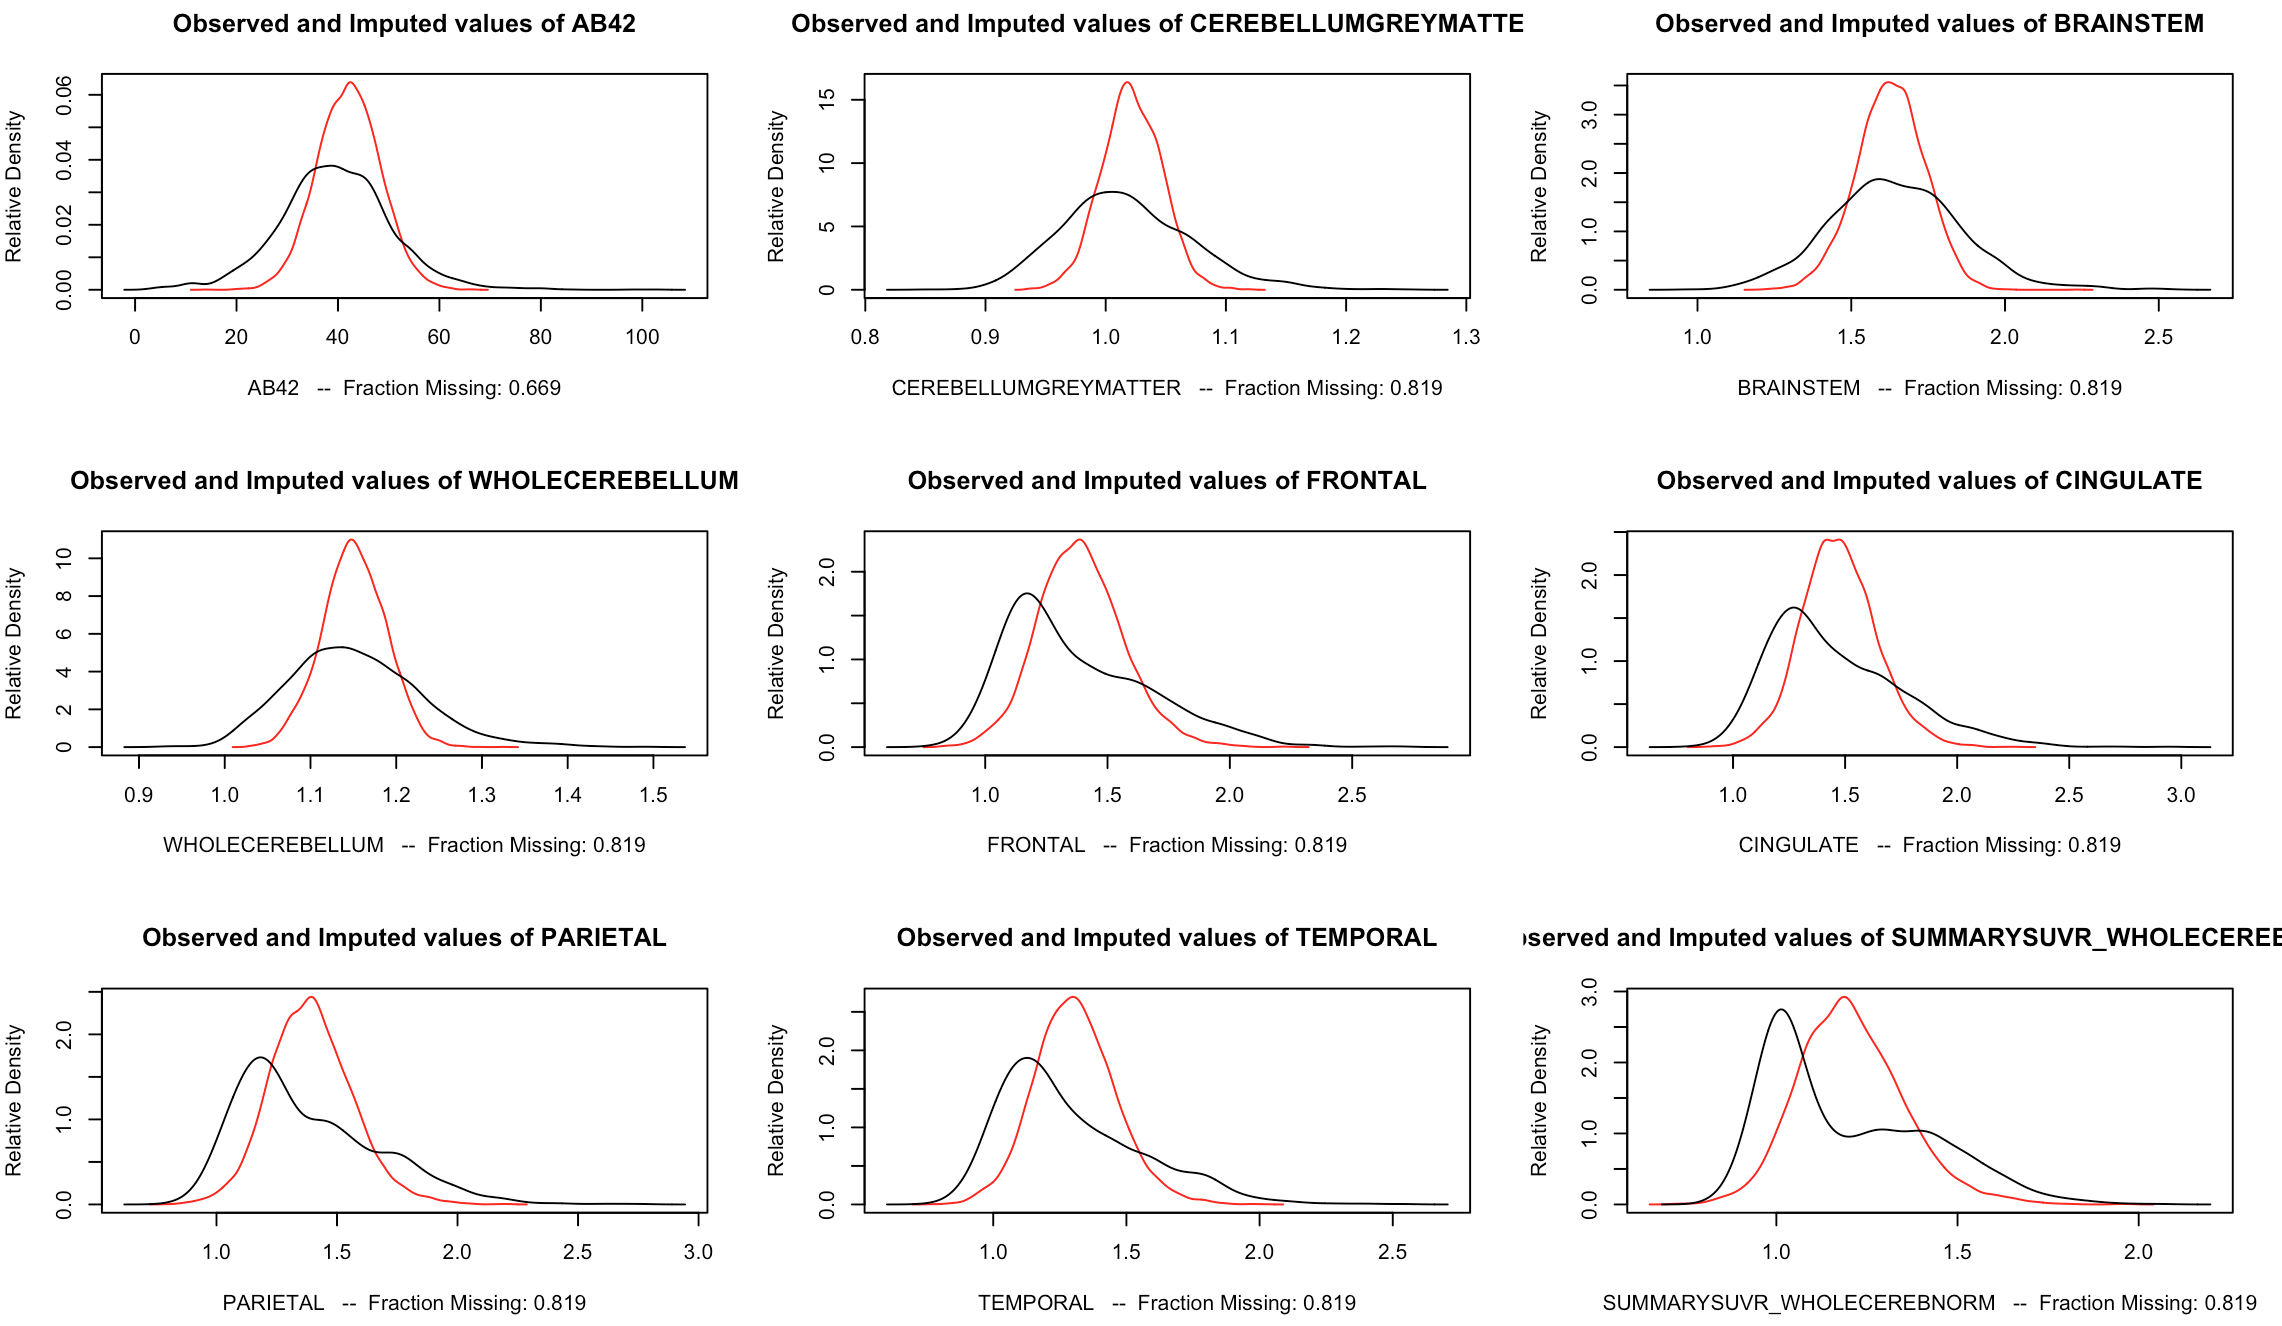 Observed and Imputed values of AB42
Relative Density
0.00 0.02 0.04 0.06
0 20 40 60 80 100
AB42 -- Fraction Missing: 0.669
Observed and Imputed values of CEREBELLUMGREYMATTE
Relative Density
0 5 10 15
0.8 0.9 1.0 1.1 1.2 1.3
CEREBELLUMGREYMATTER -- Fraction Missing: 0.819
Observed and Imputed values of BRAINSTEM
Relative Density
0.0 1.0 2.0 3.0
1.0 1.5 2.0 2.5
BRAINSTEM -- Fraction Missing: 0.819
Observed and Imputed values of WHOLECEREBELLUM
Relative Density
0 2 4 6 8 10
0.9 1.0 1.1 1.2 1.3 1.4 1.5
WHOLECEREBELLUM -- Fraction Missing: 0.819
Observed and Imputed values of FRONTAL
Relative Density
0.0 1.0 2.0
1.0 1.5 2.0 2.5
FRONTAL -- Fraction Missing: 0.819
Observed and Imputed values of CINGULATE
Relative Density
0.0 1.0 2.0
1.0 1.5 2.0 2.5 3.0
CINGULATE -- Fraction Missing: 0.819
Observed and Imputed values of PARIETAL
Relative Density
0.0 1.0 2.0
1.0 1.5 2.0 2.5 3.0
PARIETAL -- Fraction Missing: 0.819
Observed and Imputed values of TEMPORAL
Relative Density
0.0 1.0 2.0
1.0 1.5 2.0 2.5
TEMPORAL -- Fraction Missing: 0.819
served and Imputed values of SUMMARYSUVR_WHOLECEREB
Relative Density
0.0 1.0 2.0 3.0
1.0 1.5 2.0
SUMMARYSUVR_WHOLECEREBNORM -- Fraction Missing: 0.819